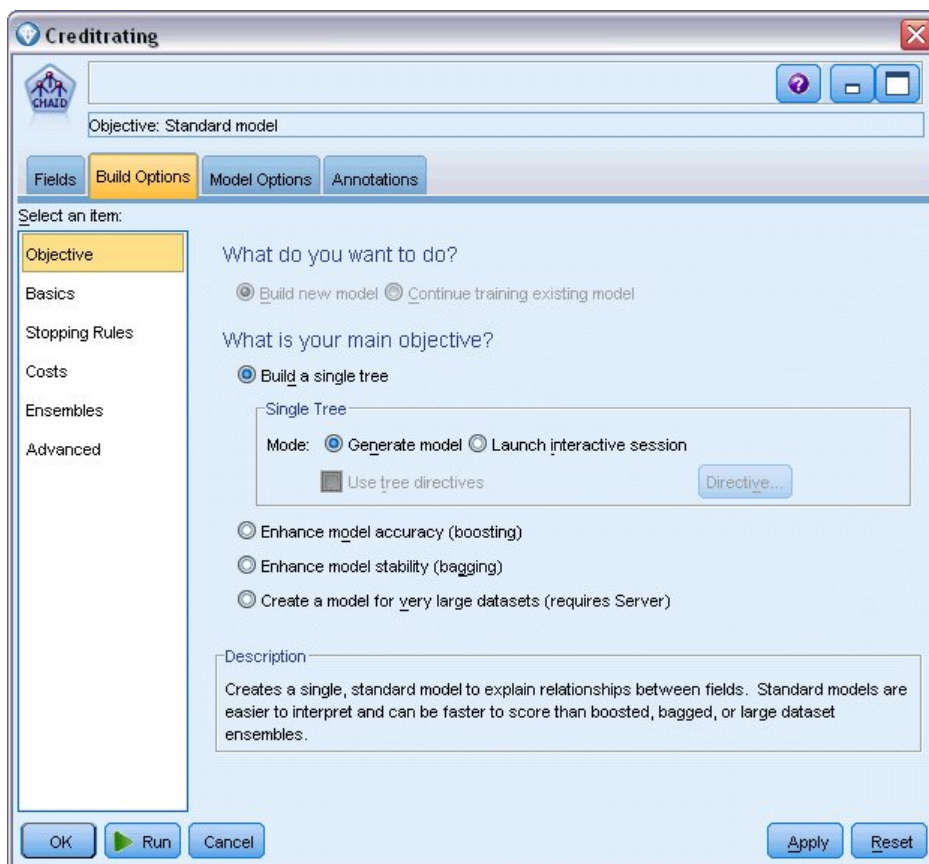 Creditrating
CHAID
Objective: Standard model
Fields Build Options Model Options Annotations
Select an item:
Objective
Basics
Stopping Rules
Costs
Ensembles
Advanced
What do you want to do?
Build new model Continue training existing model
What is your main objective?
Build a single tree
Single Tree
Mode: Generate model Launch interactive session
Use tree directives Directive...
Enhance model accuracy (boosting)
Enhance model stability (bagging)
Create a model for very large datasets (requires Server)
Description
Creates a single, standard model to explain relationships between fields. Standard models are
easier to interpret and can be faster to score than boosted, bagged, or large dataset
ensembles.
OK Run Cancel Apply Reset